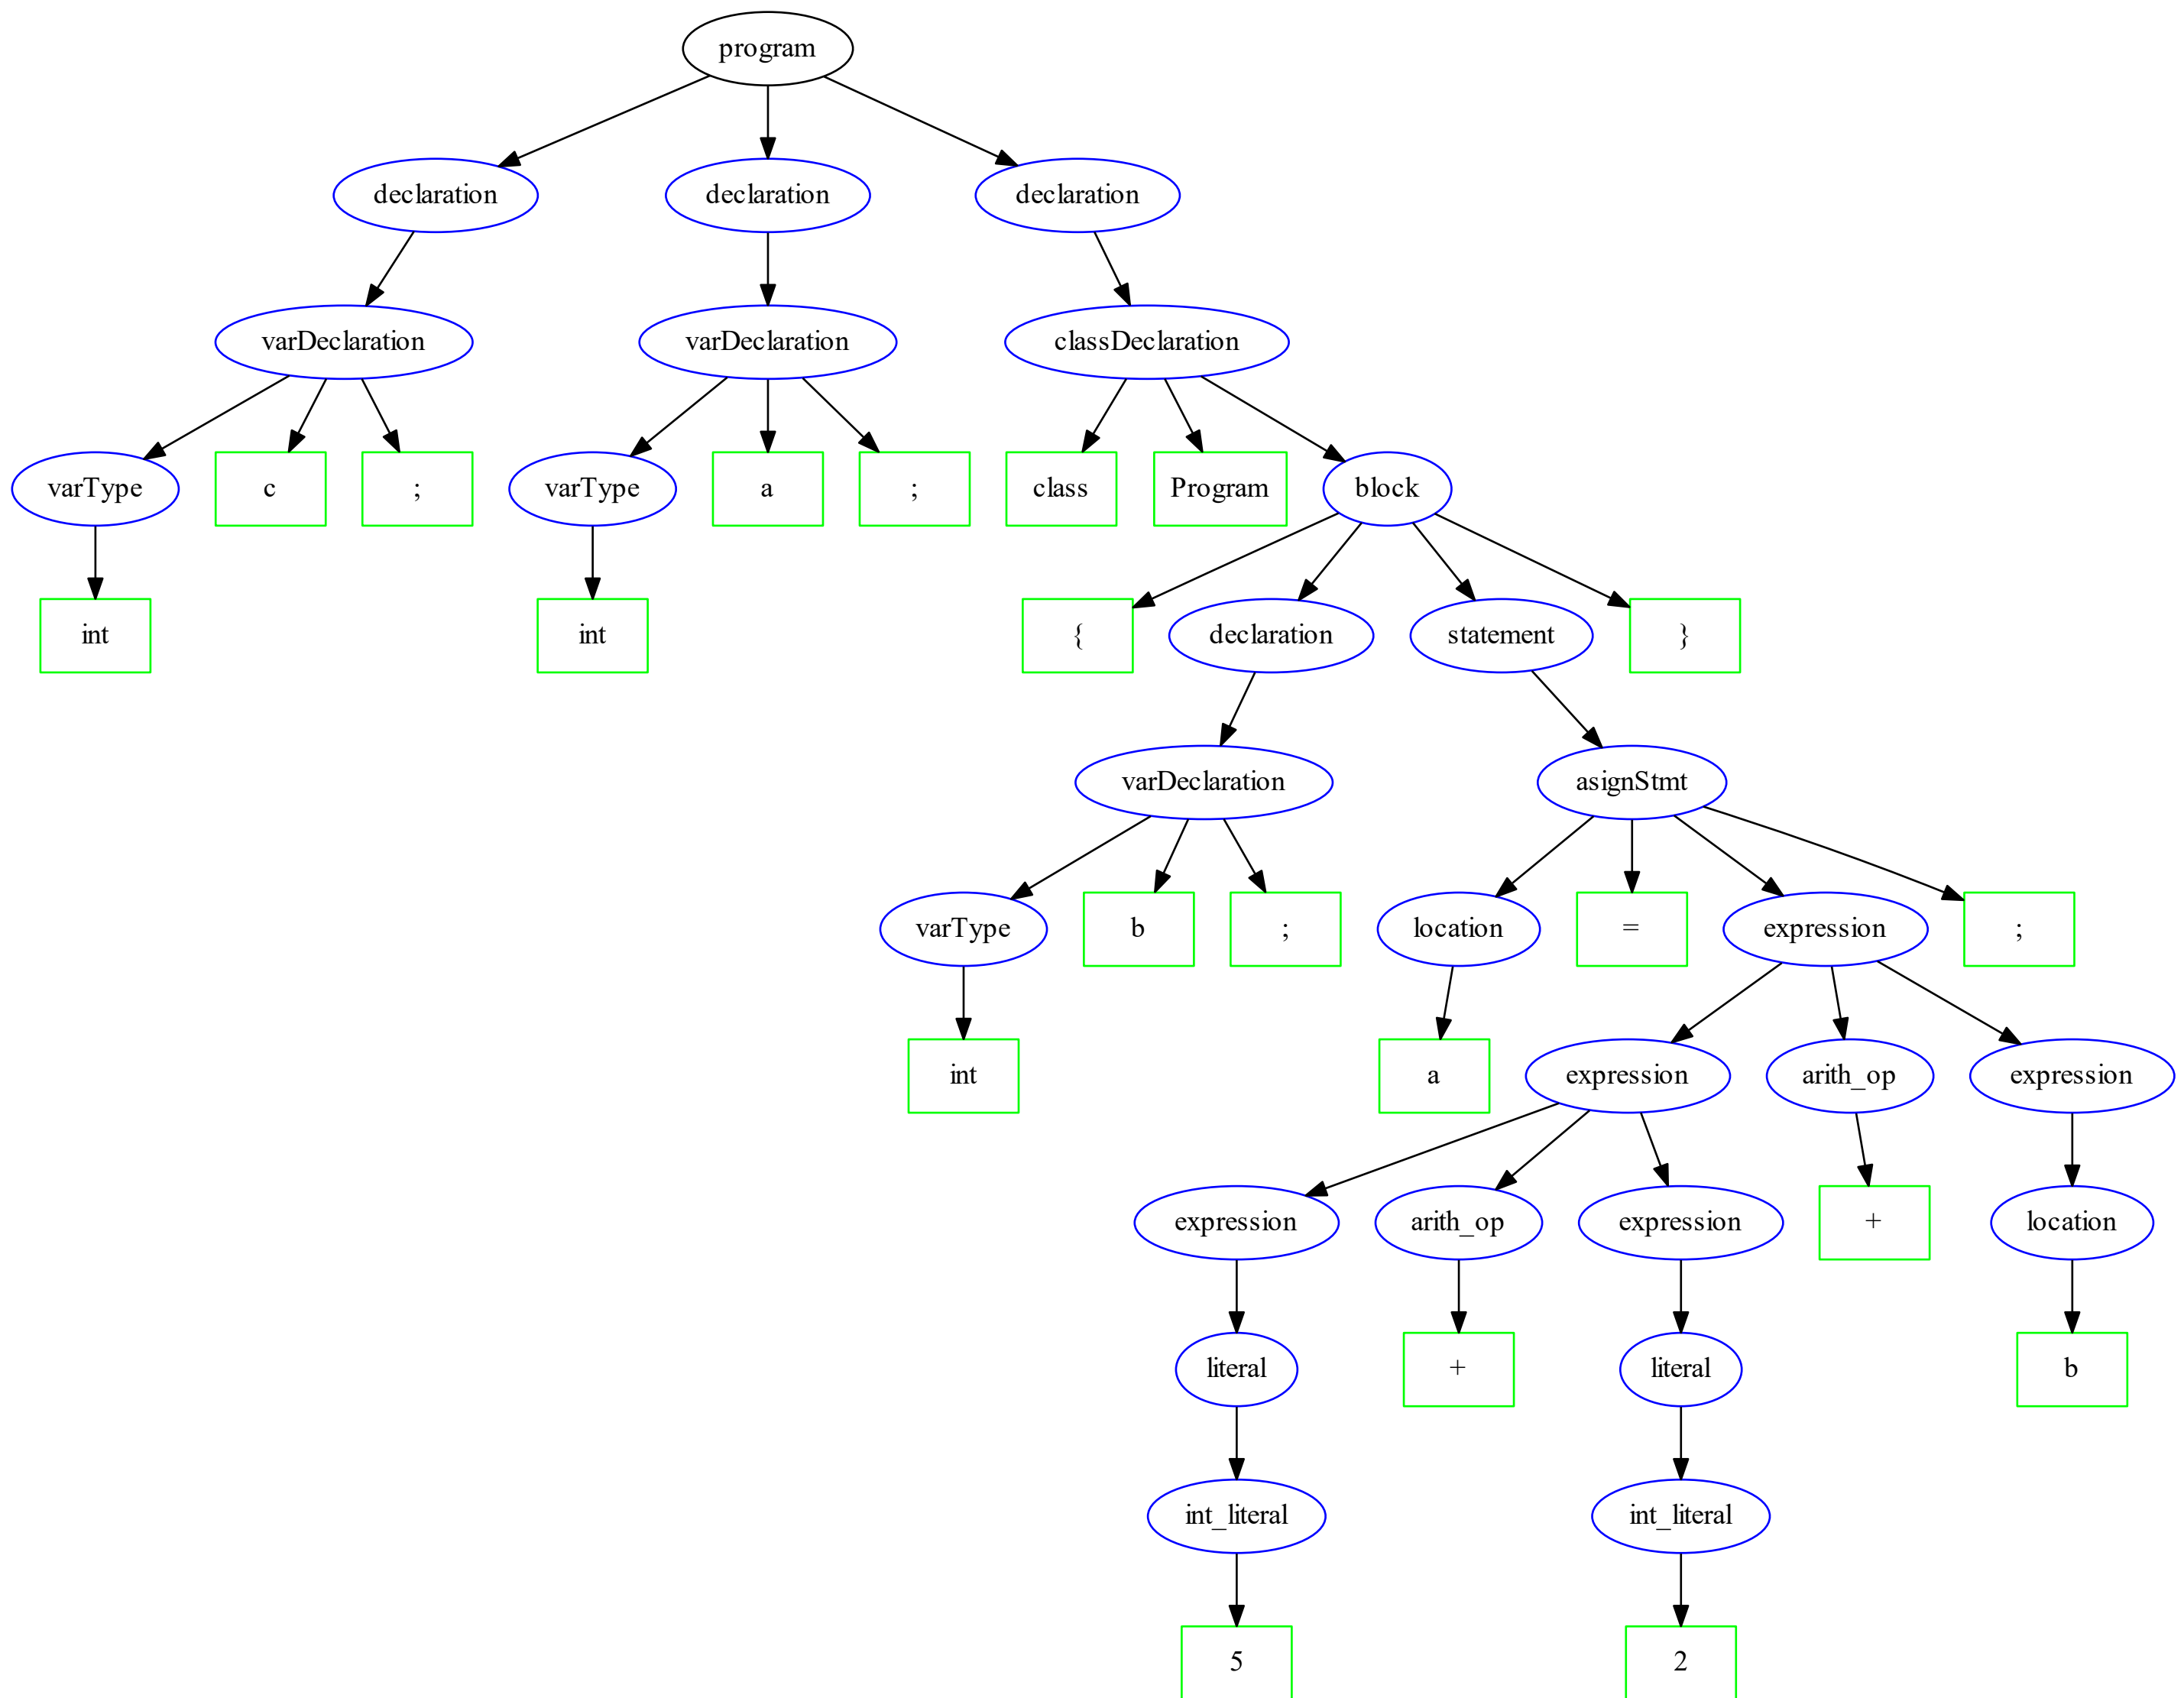 program
declaration
declaration
declaration
varDeclaration
varDeclaration
classDeclaration
varType
c
;
varType
a
;
class
Program
block
int
int
{
declaration
statement
}
varDeclaration
asignStmt
varType
b
;
location
=
expression
;
int
a
expression
arith_op
expression
expression
arith_op
expression
+
location
literal
+
literal
b
int_literal
int_literal
5
2